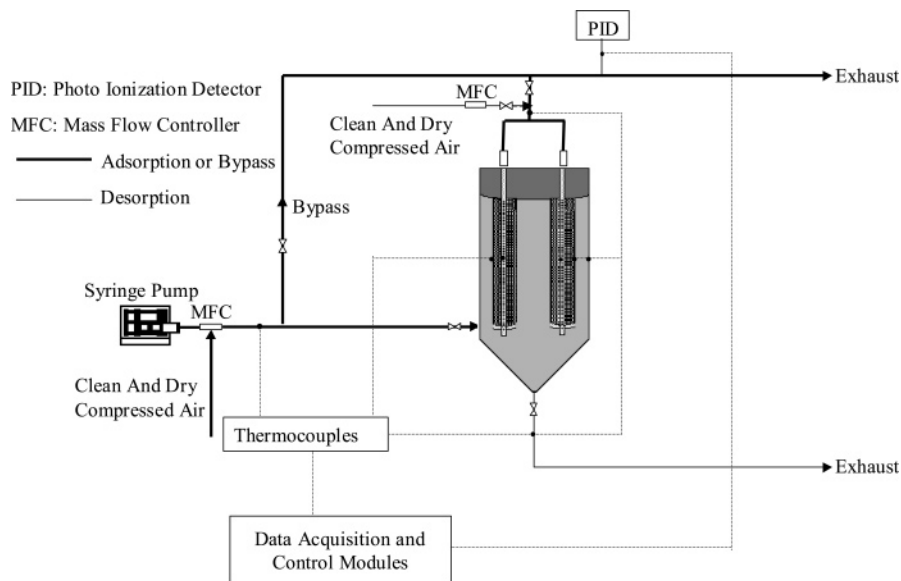 PID
Exhaust
PID: Photo Ionization Detector
MFC
MFC: Mass Flow Controller
Clean And Dry
Compressed Air
Adsorption or Bypass
Desorption
Bypass
Syringe Pump
MFC
Clean And Dry
Compressed Air
Thermocouples
Exhaust
Data Acquisition and
Control Modules